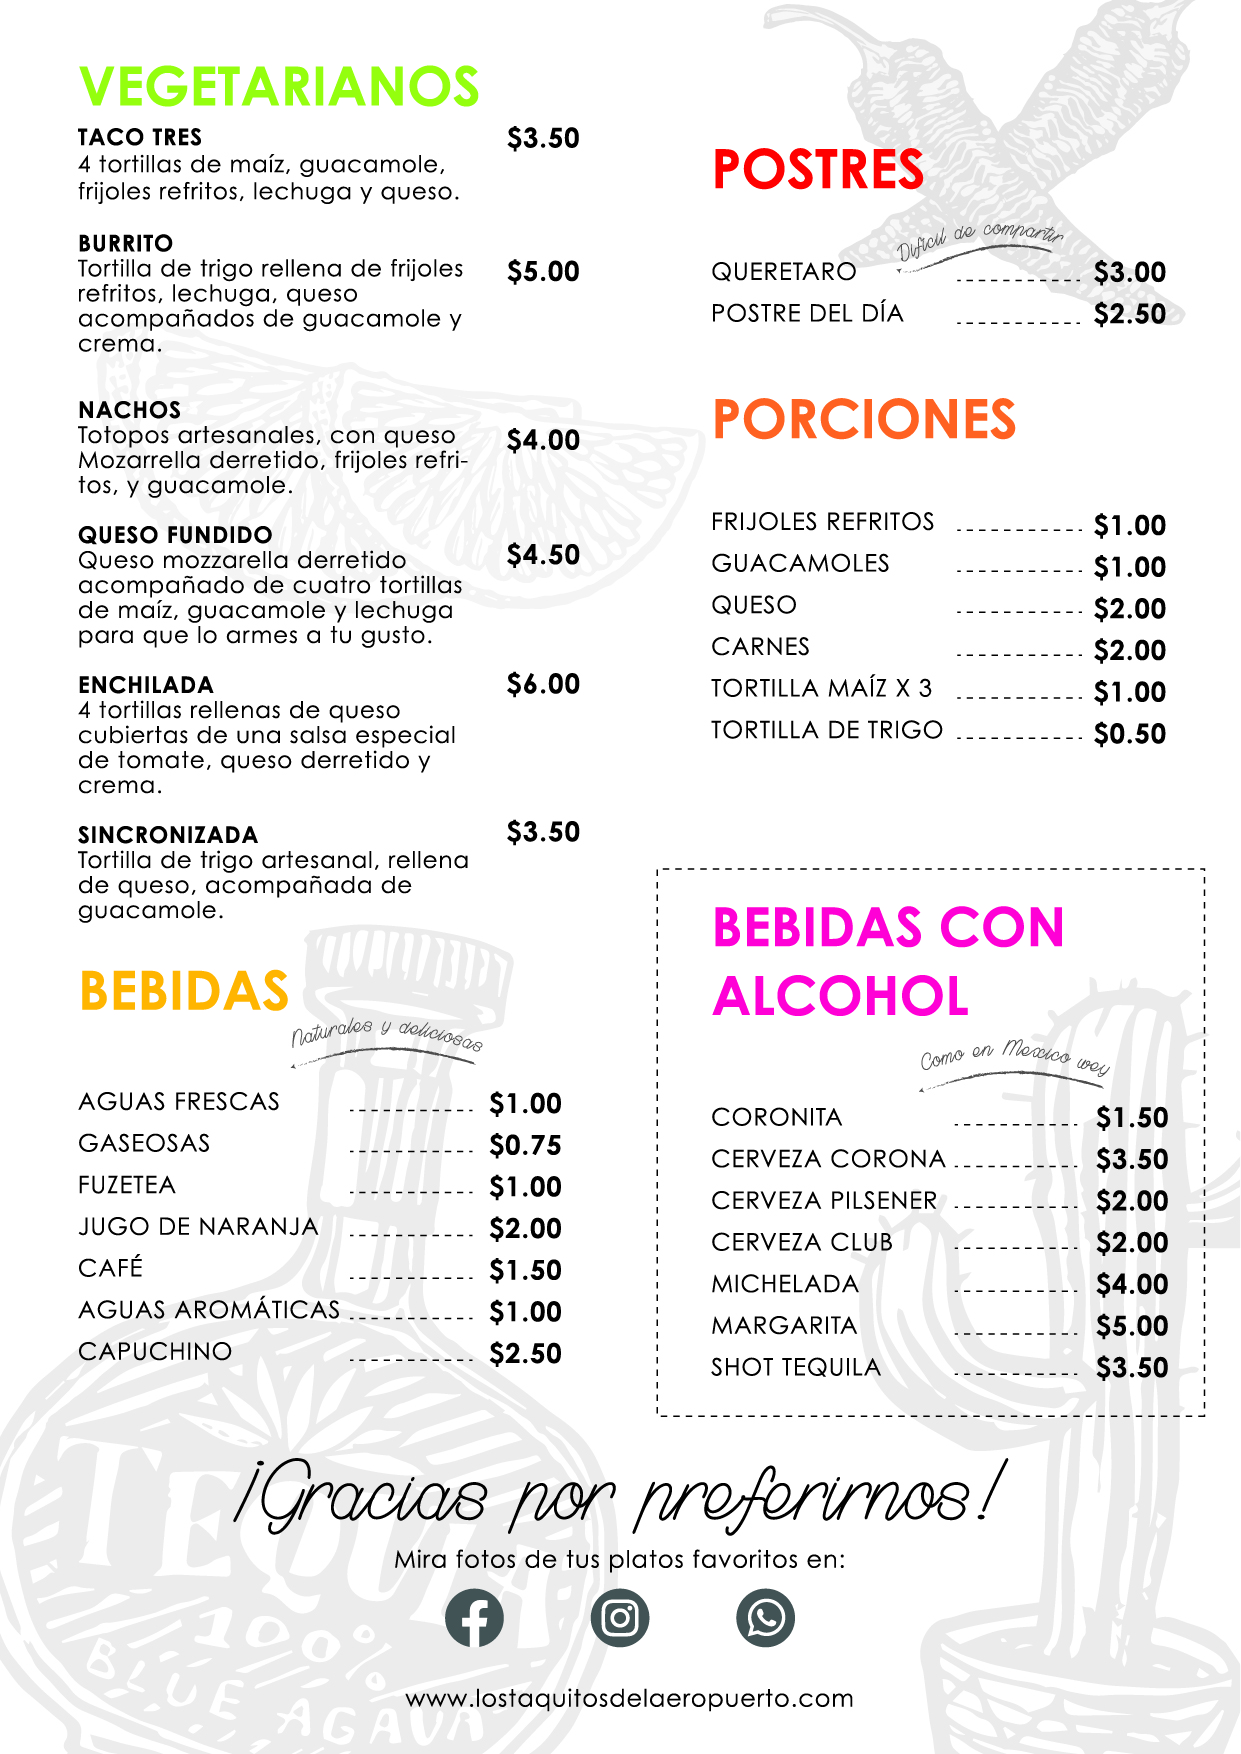 VEGETARIANOS
TACO TRES $3.50
4 tortillas de maíz, guacamole,
frijoles refritos, lechuga y queso.
BURRITO
Tortilla de trigo rellena de frijoles $5.00
refritos, lechuga, queso
acompañados de guacamole y
crema.
NACHOS
Totopos artesanales, con queso $4.00
Mozarrella derretido, frijoles refri-
tos, y guacamole.
QUESO FUNDIDO
Queso mozzarella derretido $4.50
acompañado de cuatro tortillas
de maíz, guacamole y lechuga
para que lo armes a tu gusto.
ENCHILADA $6.00
4 tortillas rellenas de queso
cubiertas de una salsa especial
de tomate, queso derretido y
crema.
SINCRONIZADA $3.50
Tortilla de trigo artesanal, rellena
de queso, acompañada de
guacamole.
BEBIDAS
Naturales y deliciosas
AGUAS FRESCAS ----------- $1.00
GASEOSAS ----------- $0.75
FUZETEA ----------- $1.00
JUGO DE NARANJA ----------- $2.00
CAFÉ ----------- $1.50
AGUAS AROMÁTICAS ----------- $1.00
CAPUCHINO ----------- $2.50
POSTRES
Dificil de compartir
QUERETARO ----------- $3.00
POSTRE DEL DÍA ----------- $2.50
PORCIONES
FRIJOLES REFRITOS ----------- $1.00
GUACAMOLES ----------- $1.00
QUESO ----------- $2.00
CARNES ----------- $2.00
TORTILLA MAÍZ X 3 ----------- $1.00
TORTILLA DE TRIGO ----------- $0.50
BEBIDAS CON
ALCOHOL
Como en Mexico wey
CORONITA ----------- $1.50
CERVEZA CORONA ----------- $3.50
CERVEZA PILSENER ----------- $2.00
CERVEZA CLUB ----------- $2.00
MICHELADA ----------- $4.00
MARGARITA ----------- $5.00
SHOT TEQUILA ----------- $3.50
TEQUILA
100%
BLUE AGAVA
¡Gracias por preferirnos!
Mira fotos de tus platos favoritos en:
www.lostaquitosdelaeropuerto.com